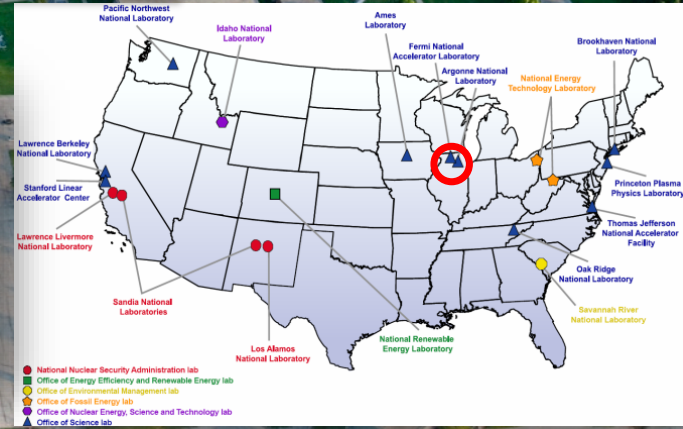 Pacific Northwest
National Laboratory
Idaho National
Laboratory
Ames
Laboratory
Fermi National
Accelerator Laboratory
Argonne National
Laboratory
Brookhaven National
Laboratory
National Energy
Technology Laboratory
Lawrence Berkeley
National Laboratory
Stanford Linear
Accelerator Center
Lawrence Livermore
National Laboratory
Sandia National
Laboratories
Los Alamos
National Laboratory
National Renewable
Energy Laboratory
Princeton Plasma
Physics Laboratory
Thomas Jefferson
National Accelerator
Facility
Oak Ridge
National Laboratory
Savannah River
National Laboratory
National Nuclear Security Administration lab
Office of Energy Efficiency and Renewable Energy lab
Office of Environmental Management lab
Office of Fossil Energy lab
Office of Nuclear Energy, Science and Technology lab
Office of Science lab